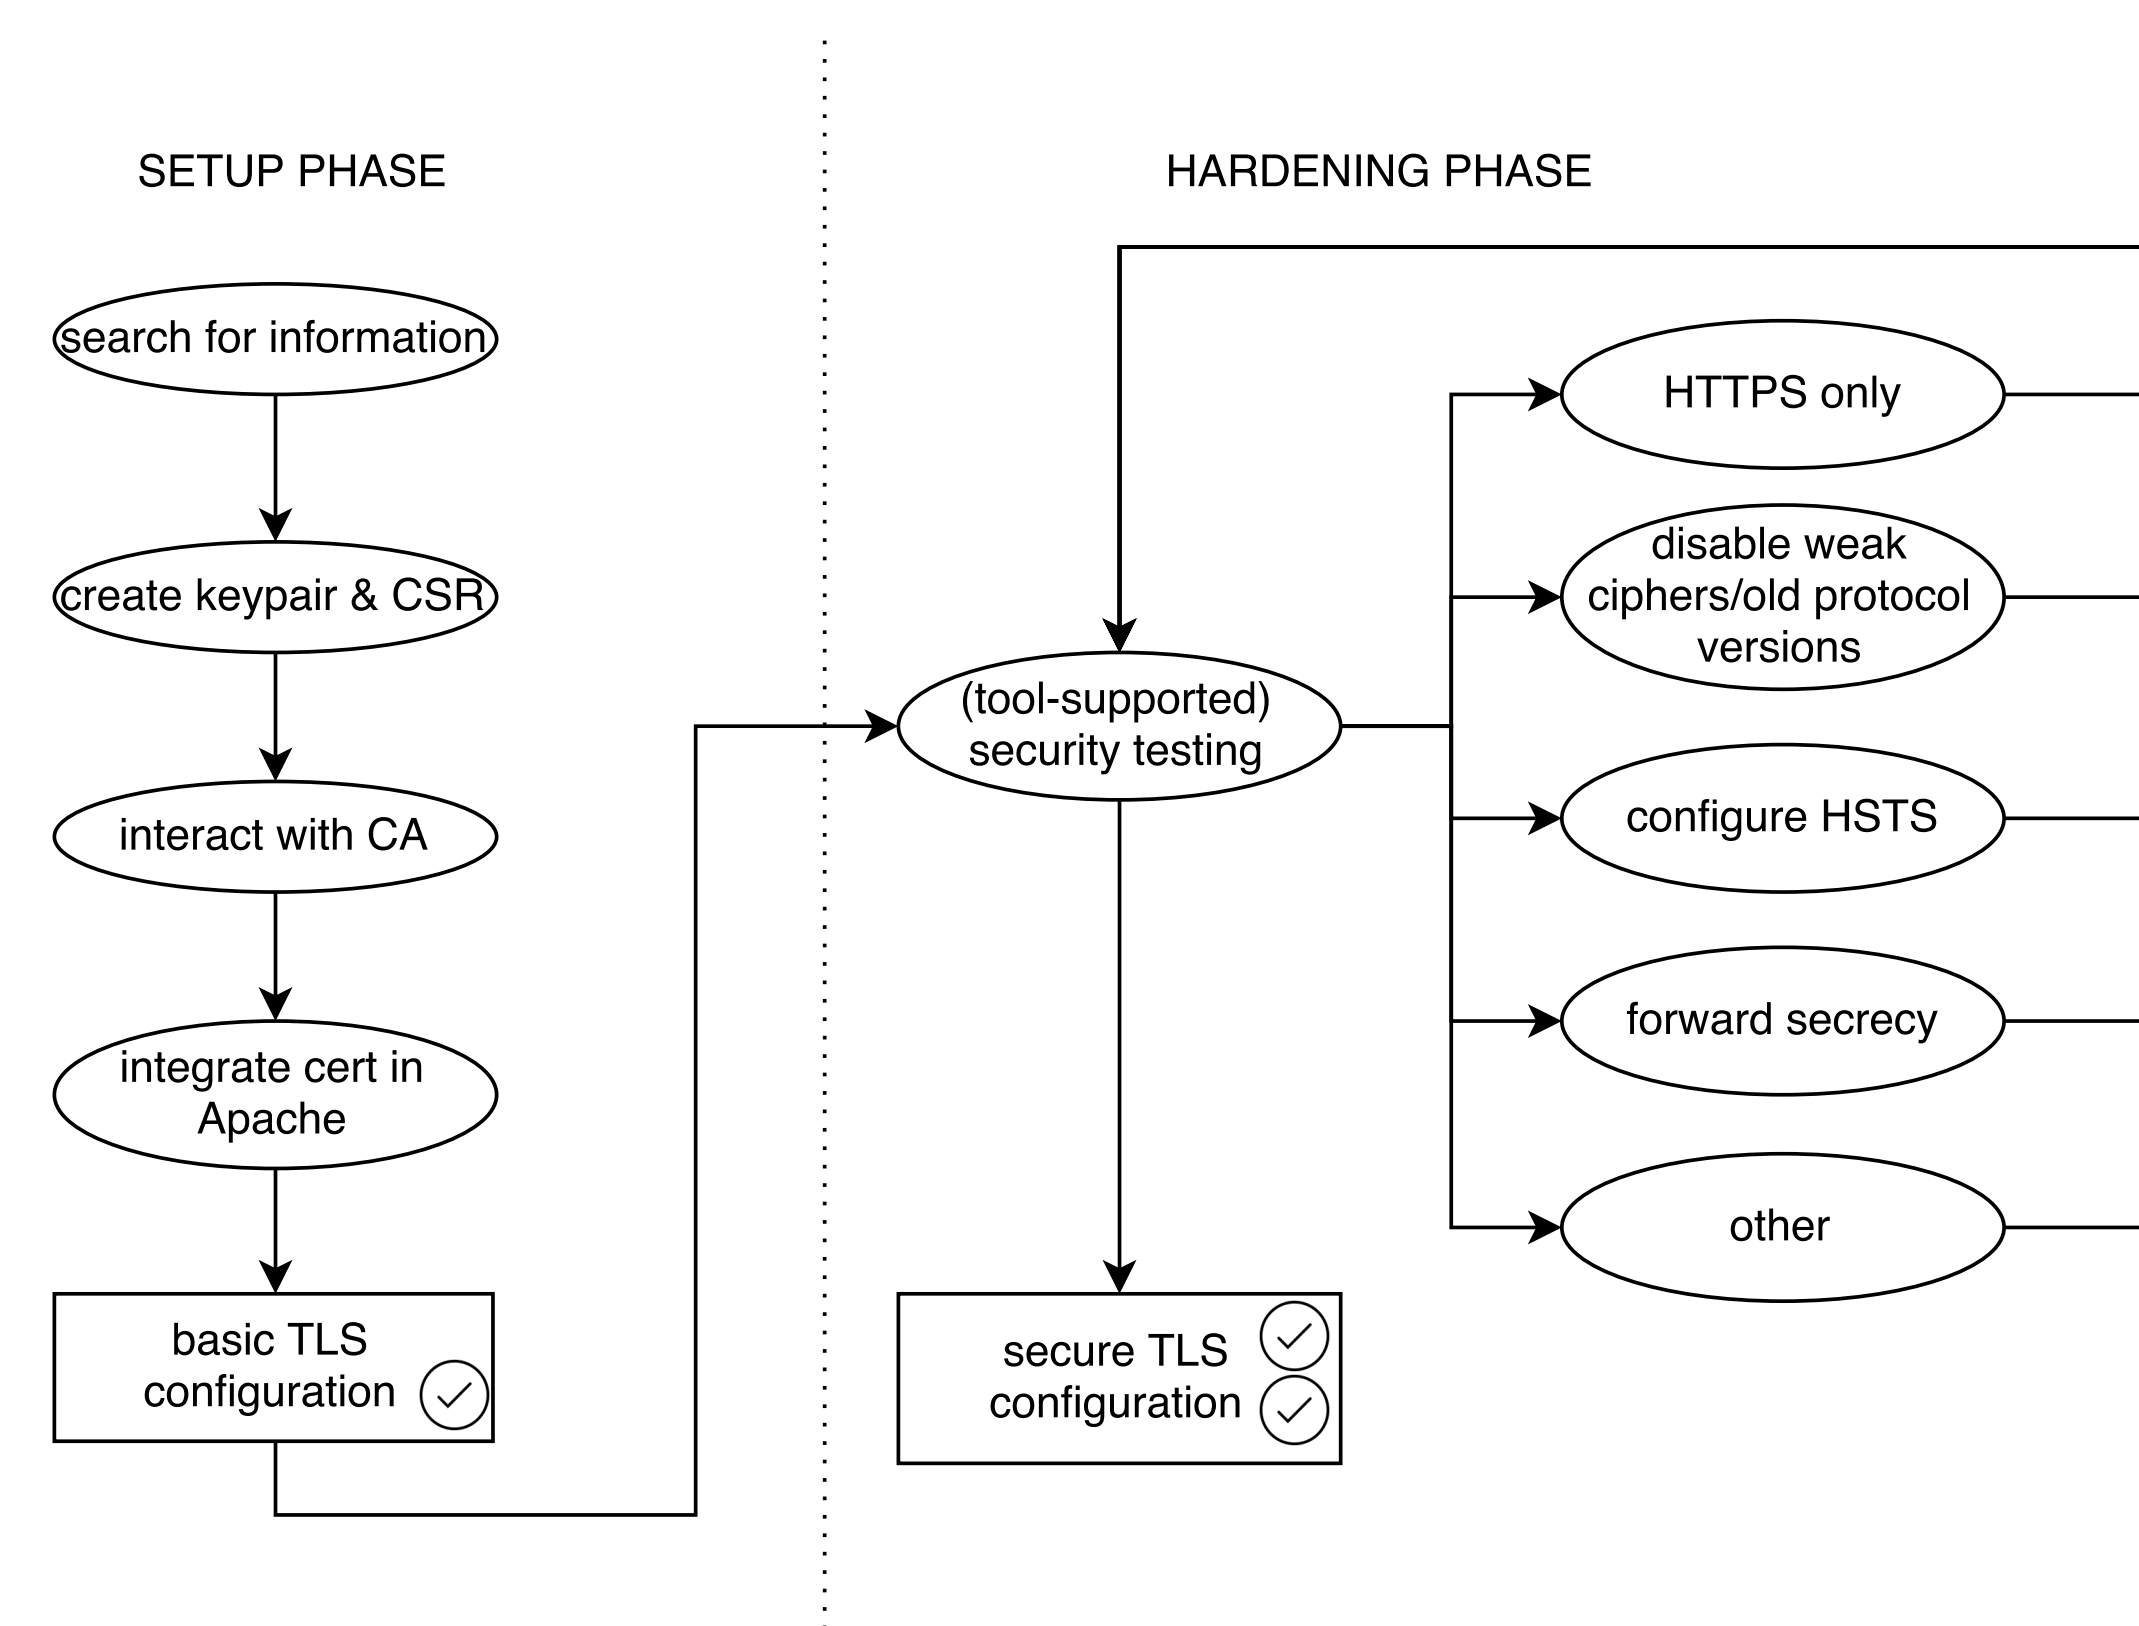 SETUP PHASE
search for information
create keypair & CSR
interact with CA
integrate cert in
Apache
basic TLS
configuration
HARDENING PHASE
(tool-supported)
security testing
secure TLS
configuration
HTTPS only
disable weak
ciphers/old protocol
versions
configure HSTS
forward secrecy
other